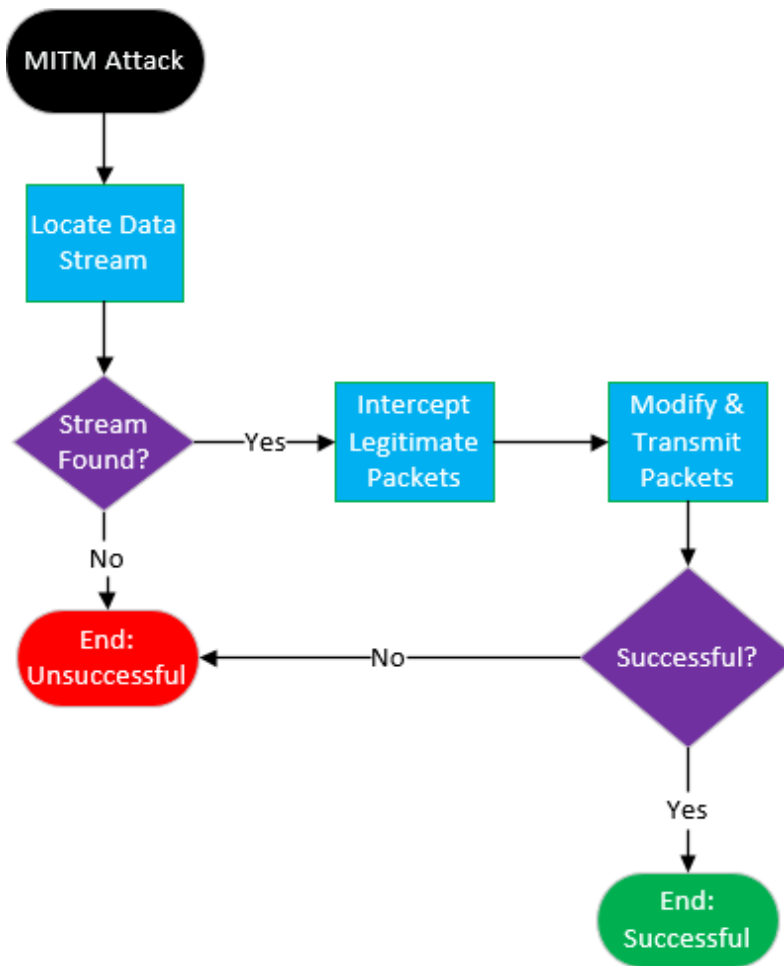 MITM Attack
Locate Data
Stream
Stream
Found?
Yes
Intercept
Legitimate
Packets
Modify &
Transmit
Packets
No
End:
Unsuccessful
No
Successful?
Yes
End:
Successful